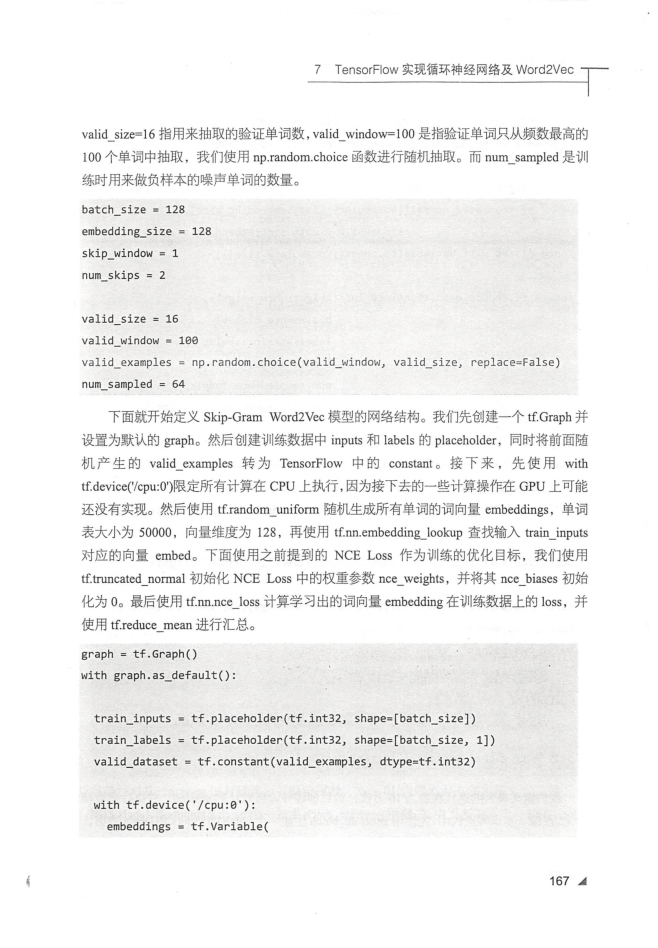 7 TensorFlow 实现循环神经网络及 Word2Vec
valid_size=16 指用来抽取的验证单词数，valid_window=100 是指验证单词只从频数最高的
100 个单词中抽取，我们使用 np.random.choice 函数进行随机抽取。而 num_sampled 是训
练时用来做负样本的噪声单词的数量。
batch_size = 128
embedding_size = 128
skip_window = 1
num_skips = 2
valid_size = 16
valid_window = 100
valid_examples = np.random.choice(valid_window, valid_size, replace=False)
num_sampled = 64
下面就开始定义 Skip-Gram Word2Vec 模型的网络结构。我们先创建一个 tf.Graph 并
设置为默认的 graph。然后创建训练数据中 inputs 和 labels 的 placeholder，同时将前面随
机产生的 valid_examples 转为 TensorFlow 中的 constant。接下来，先使用 with
tf.device('/cpu:0')限定所有计算在 CPU 上执行，因为接下去的一些计算操作在 GPU 上可能
还没有实现。然后使用 tf.random_uniform 随机生成所有单词的词向量 embeddings，单词
表大小为 50000，向量维度为 128，再使用 tf.nn.embedding_lookup 查找输入 train_inputs
对应的向量 embed。下面使用之前提到的 NCE Loss 作为训练的优化目标，我们使用
tf.truncated_normal 初始化 NCE Loss 中的权重参数 nce_weights，并将其 nce_biases 初始
化为 0。最后使用 tf.nn.nce_loss 计算学习出的词向量 embedding 在训练数据上的 loss，并
使用 tf.reduce_mean 进行汇总。
graph = tf.Graph()
with graph.as_default():
train_inputs = tf.placeholder(tf.int32, shape=[batch_size])
train_labels = tf.placeholder(tf.int32, shape=[batch_size, 1])
valid_dataset = tf.constant(valid_examples, dtype=tf.int32)
with tf.device('/cpu:0'):
embeddings = tf.Variable(
167